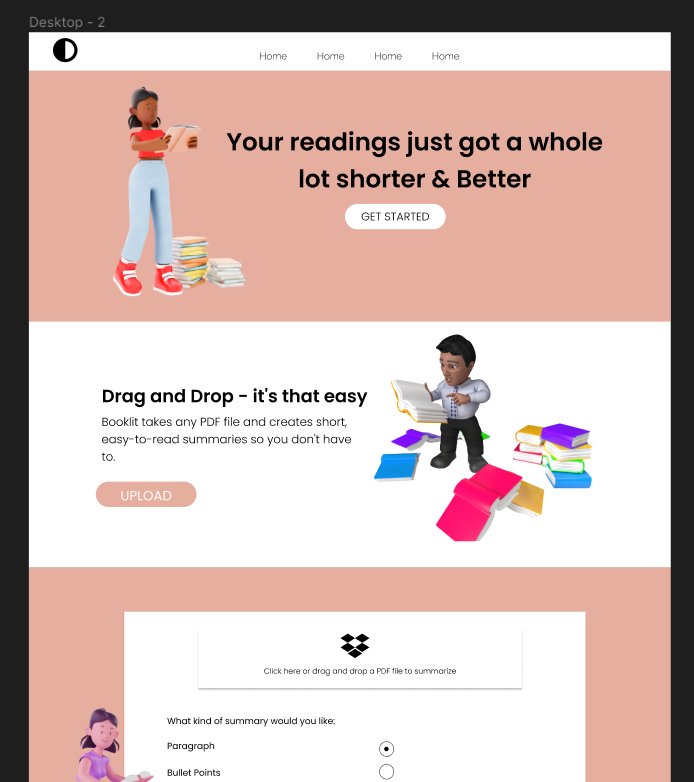 Desktop - 2
Home Home Home Home
Your readings just got a whole
lot shorter & Better
GET STARTED
Drag and Drop - it's that easy
Booklit takes any PDF file and creates short,
easy-to-read summaries so you don't have
to.
UPLOAD
Click here or drag and drop a PDF file to summarize
What kind of summary would you like:
Paragraph
Bullet Points